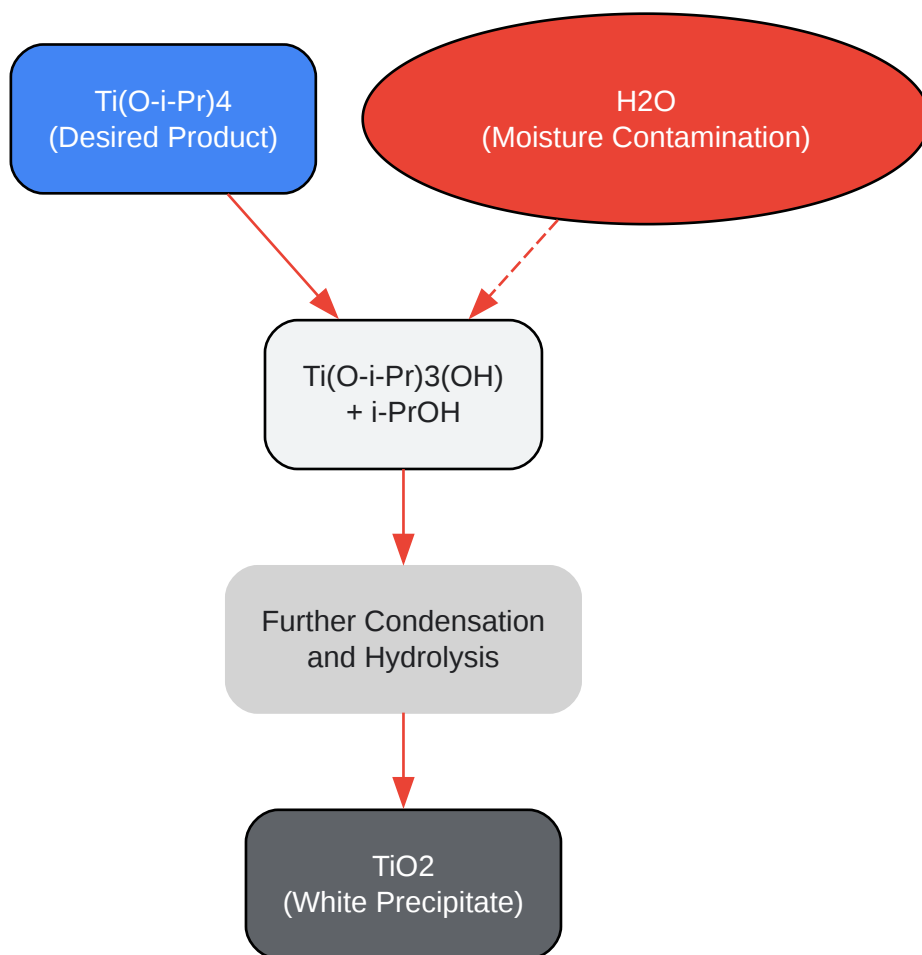 Ti(O-i-Pr)4
(Desired Product)
H2O
(Moisture Contamination)
Ti(O-i-Pr)3(OH)
+ i-PrOH
Further Condensation
and Hydrolysis
TiO2
(White Precipitate)